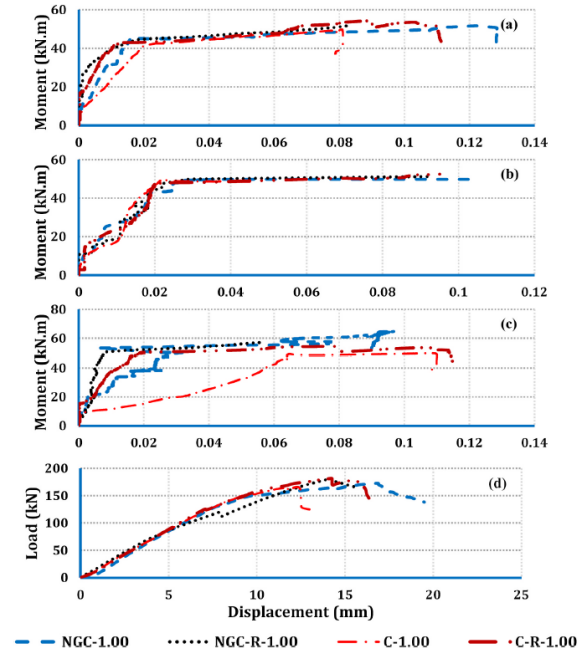 60
40
20
0
Moment (kN.m)
(a)
0 0.02 0.04 0.06 0.08 0.1 0.12 0.14
60
40
20
0
Moment (kN.m)
(b)
0 0.02 0.04 0.06 0.08 0.1 0.12
80
60
40
20
0
Moment (kN.m)
(c)
0 0.02 0.04 0.06 0.08 0.1 0.12 0.14
200
150
100
50
0
Load (kN)
(d)
0 5 10 15 20 25
Displacement (mm)
NGC-1.00 NGC-R-1.00 C-1.00 C-R-1.00